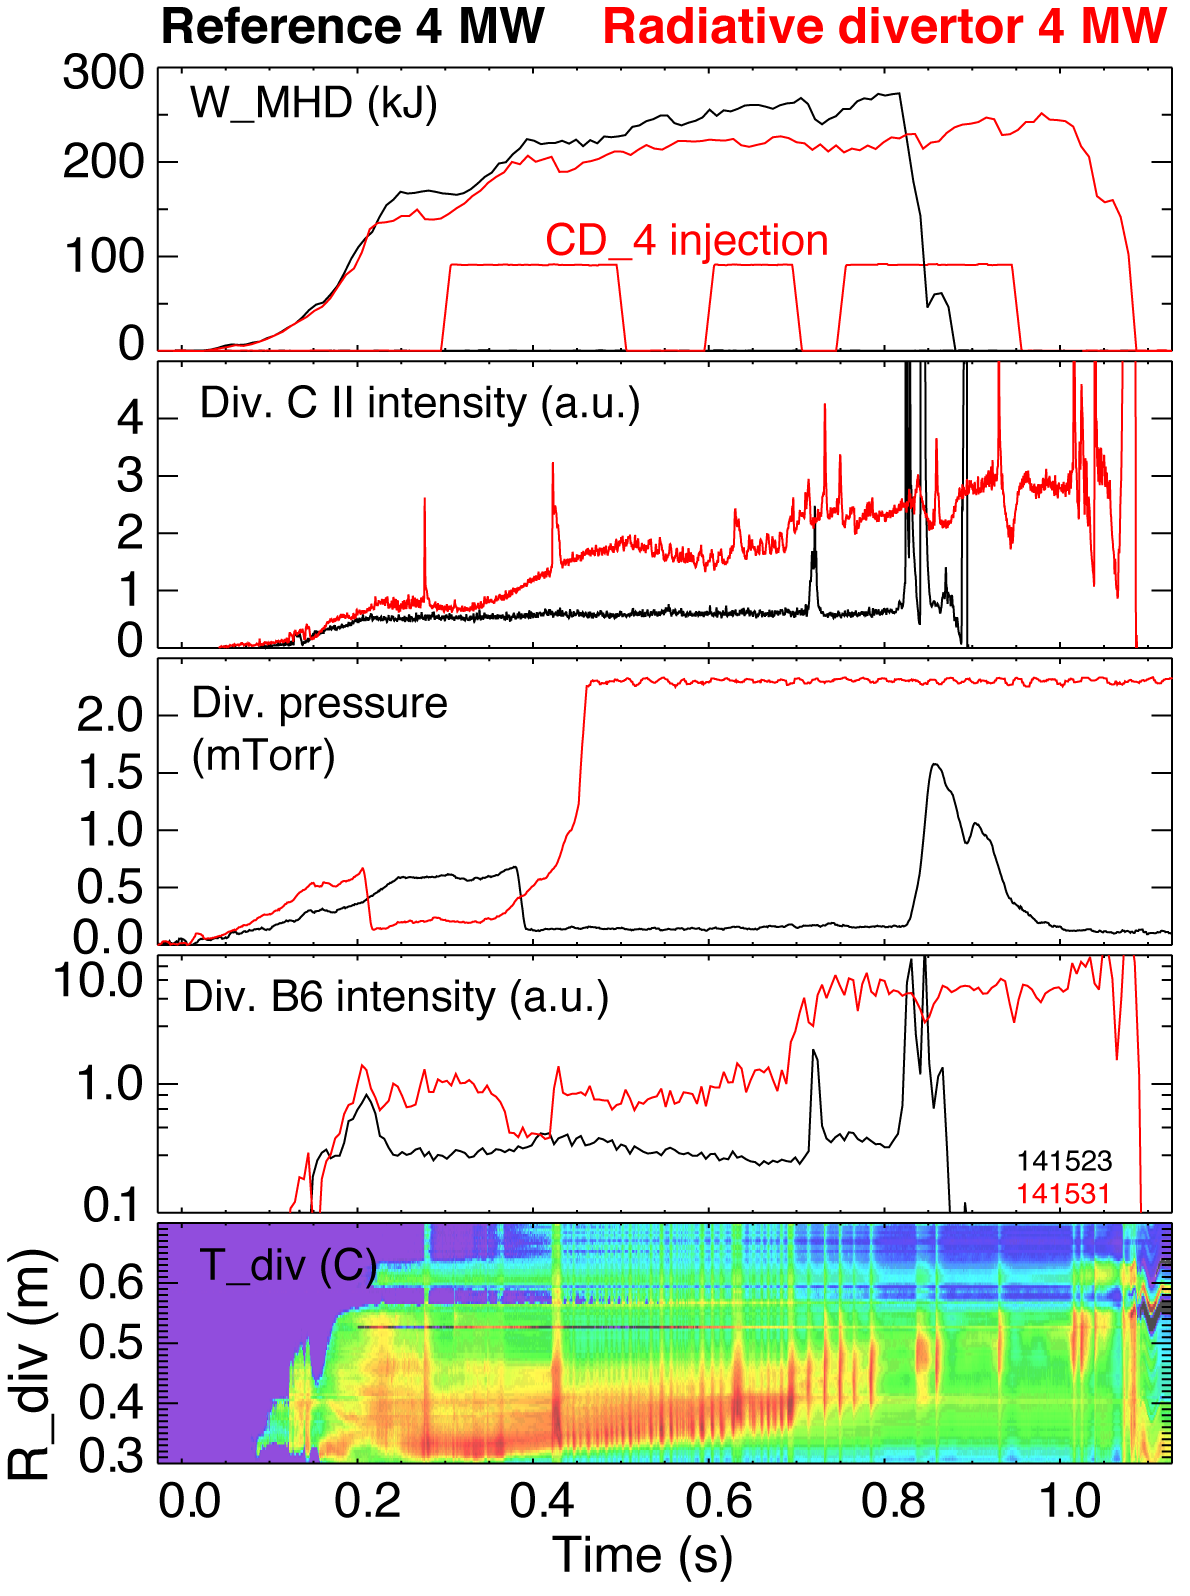 Reference 4 MW Radiative divertor 4 MW
300
W_MHD (kJ)
200
CD_4 injection
100
0
Div. C II intensity (a.u.)
4
3
2
1
0
Div. pressure
(mTorr)
2.0
1.5
1.0
0.5
0.0
10.0
Div. B6 intensity (a.u.)
1.0
141523
141531
0.1
T_div (C)
R_div (m)
0.6
0.5
0.4
0.3
0.0 0.2 0.4 0.6 0.8 1.0
Time (s)